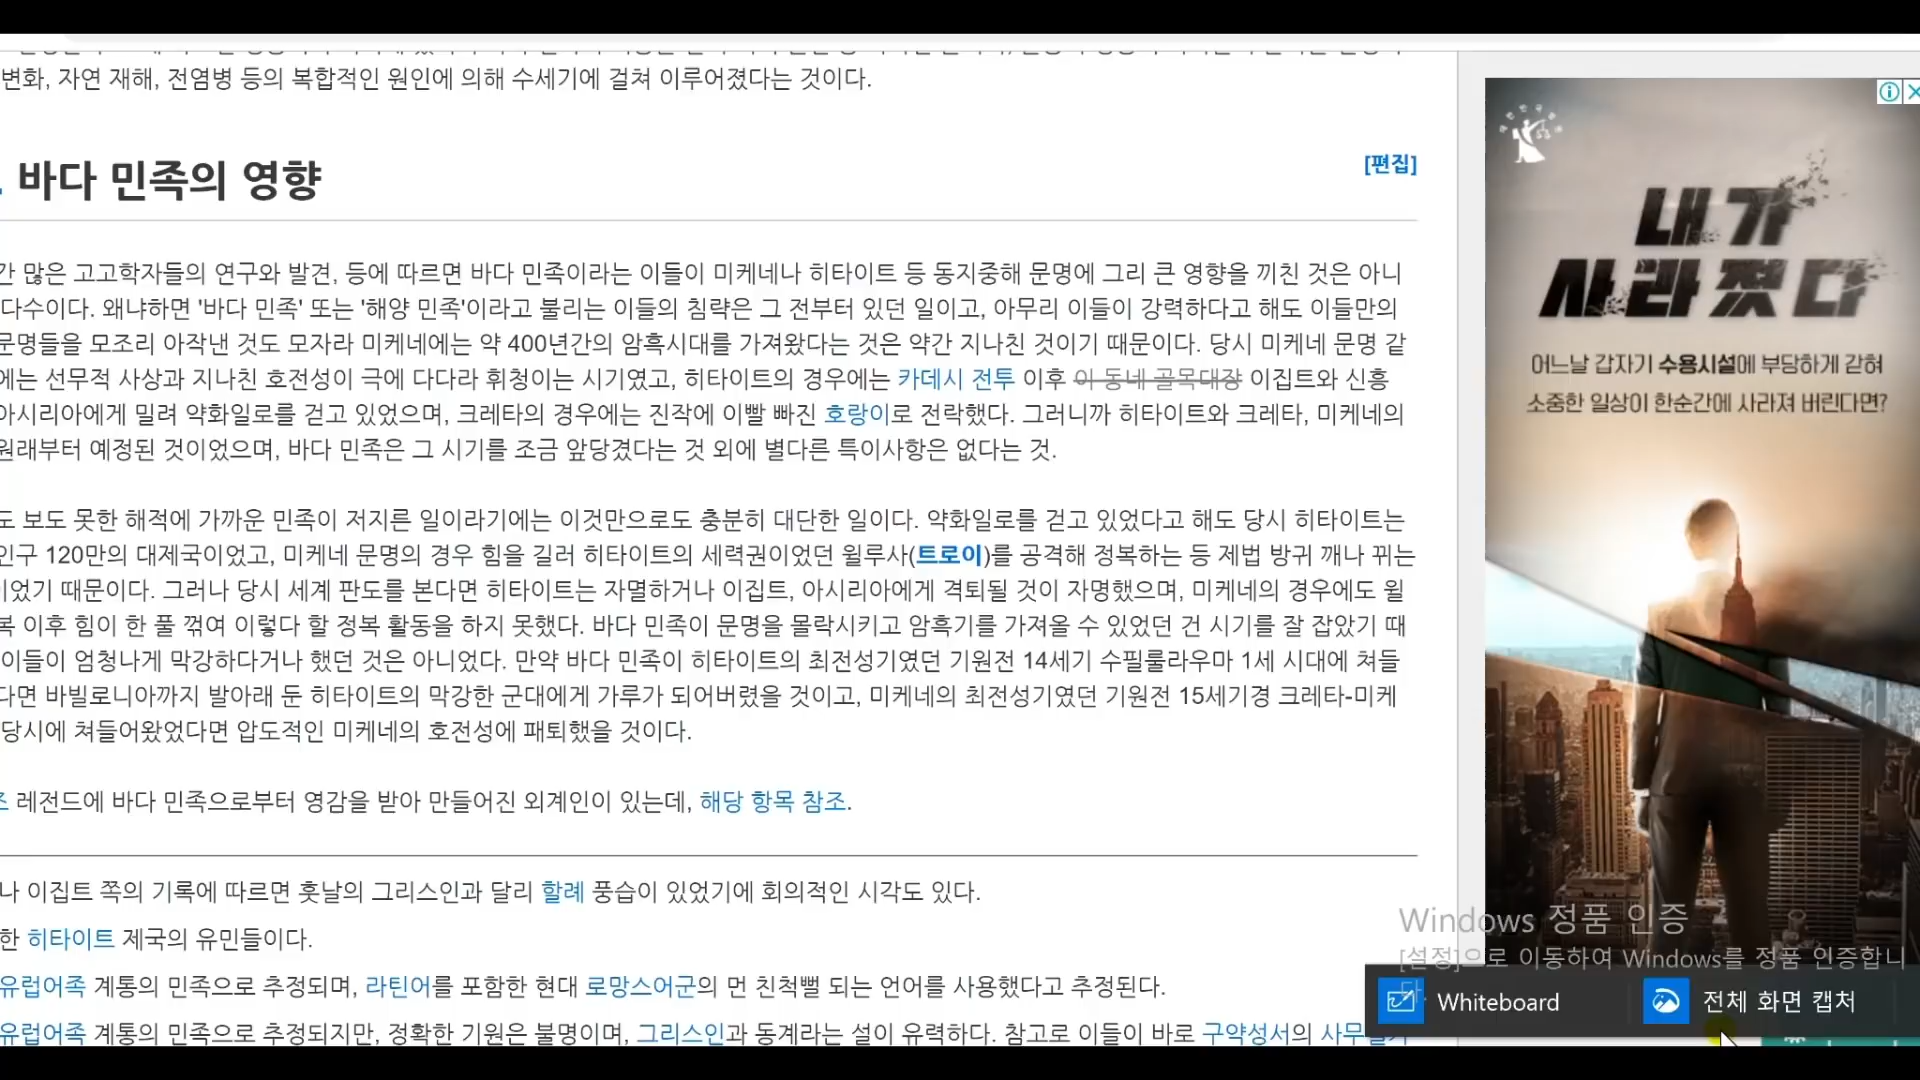 변화, 자연 재해, 전염병 등의 복합적인 원인에 의해 수세기에 걸쳐 이루어졌다는 것이다.
바다 민족의 영향
[편집]
간 많은 고고학자들의 연구와 발견, 등에 따르면 바다 민족이라는 이들이 미케네나 히타이트 등 동지중해 문명에 그리 큰 영향을 끼친 것은 아니
다수이다. 왜냐하면 '바다 민족' 또는 '해양 민족'이라고 불리는 이들의 침략은 그 전부터 있던 일이고, 아무리 이들이 강력하다고 해도 이들만의
문명들을 모조리 아작낸 것도 모자라 미케네에는 약 400년간의 암흑시대를 가져왔다는 것은 약간 지나친 것이기 때문이다. 당시 미케네 문명 같
에는 선무적 사상과 지나친 호전성이 극에 다다라 휘청이는 시기였고, 히타이트의 경우에는 카데시 전투 이후 이 동네 골목대장 이집트와 신흥
아시리아에게 밀려 약화일로를 걷고 있었으며, 크레타의 경우에는 진작에 이빨 빠진 호랑이로 전락했다. 그러니까 히타이트와 크레타, 미케네의
원래부터 예정된 것이었으며, 바다 민족은 그 시기를 조금 앞당겼다는 것 외에 별다른 특이사항은 없다는 것.
도 보도 못한 해적에 가까운 민족이 저지른 일이라기에는 이것만으로도 충분히 대단한 일이다. 약화일로를 걷고 있었다고 해도 당시 히타이트는
인구 120만의 대제국이었고, 미케네 문명의 경우 힘을 길러 히타이트의 세력권이었던 윌루사(트로이)를 공격해 정복하는 등 제법 방귀 깨나 뀌는
이었기 때문이다. 그러나 당시 세계 판도를 본다면 히타이트는 자멸하거나 이집트, 아시리아에게 격퇴될 것이 자명했으며, 미케네의 경우에도 윌
복 이후 힘이 한 풀 꺾여 이렇다 할 정복 활동을 하지 못했다. 바다 민족이 문명을 몰락시키고 암흑기를 가져올 수 있었던 건 시기를 잘 잡았기 때
이들이 엄청나게 막강하다거나 했던 것은 아니었다. 만약 바다 민족이 히타이트의 최전성기였던 기원전 14세기 수필룰라우마 1세 시대에 쳐들
다면 바빌로니아까지 발아래 둔 히타이트의 막강한 군대에게 가루가 되어버렸을 것이고, 미케네의 최전성기였던 기원전 15세기경 크레타-미케
당시에 쳐들어왔었다면 압도적인 미케네의 호전성에 패퇴했을 것이다.
즈 레전드에 바다 민족으로부터 영감을 받아 만들어진 외계인이 있는데, 해당 항목 참조.
나 이집트 쪽의 기록에 따르면 훗날의 그리스인과 달리 할례 풍습이 있었기에 회의적인 시각도 있다.
한 히타이트 제국의 유민들이다.
유럽어족 계통의 민족으로 추정되며, 라틴어를 포함한 현대 로망스어군의 먼 친척뻘 되는 언어를 사용했다고 추정된다.
유럽어족 계통의 민족으로 추정되지만, 정확한 기원은 불명이며, 그리스인과 동계라는 설이 유력하다. 참고로 이들이 바로 구약성서의
내가
사라졌다
어느날 갑자기 수용시설에 부당하게 갇혀
소중한 일상이 한순간에 사라져 버린다면?
Windows 정품 인증
[설정]으로 이동하여 Windows를 정품 인증합니
다.
Whiteboard
전체 화면 캡처